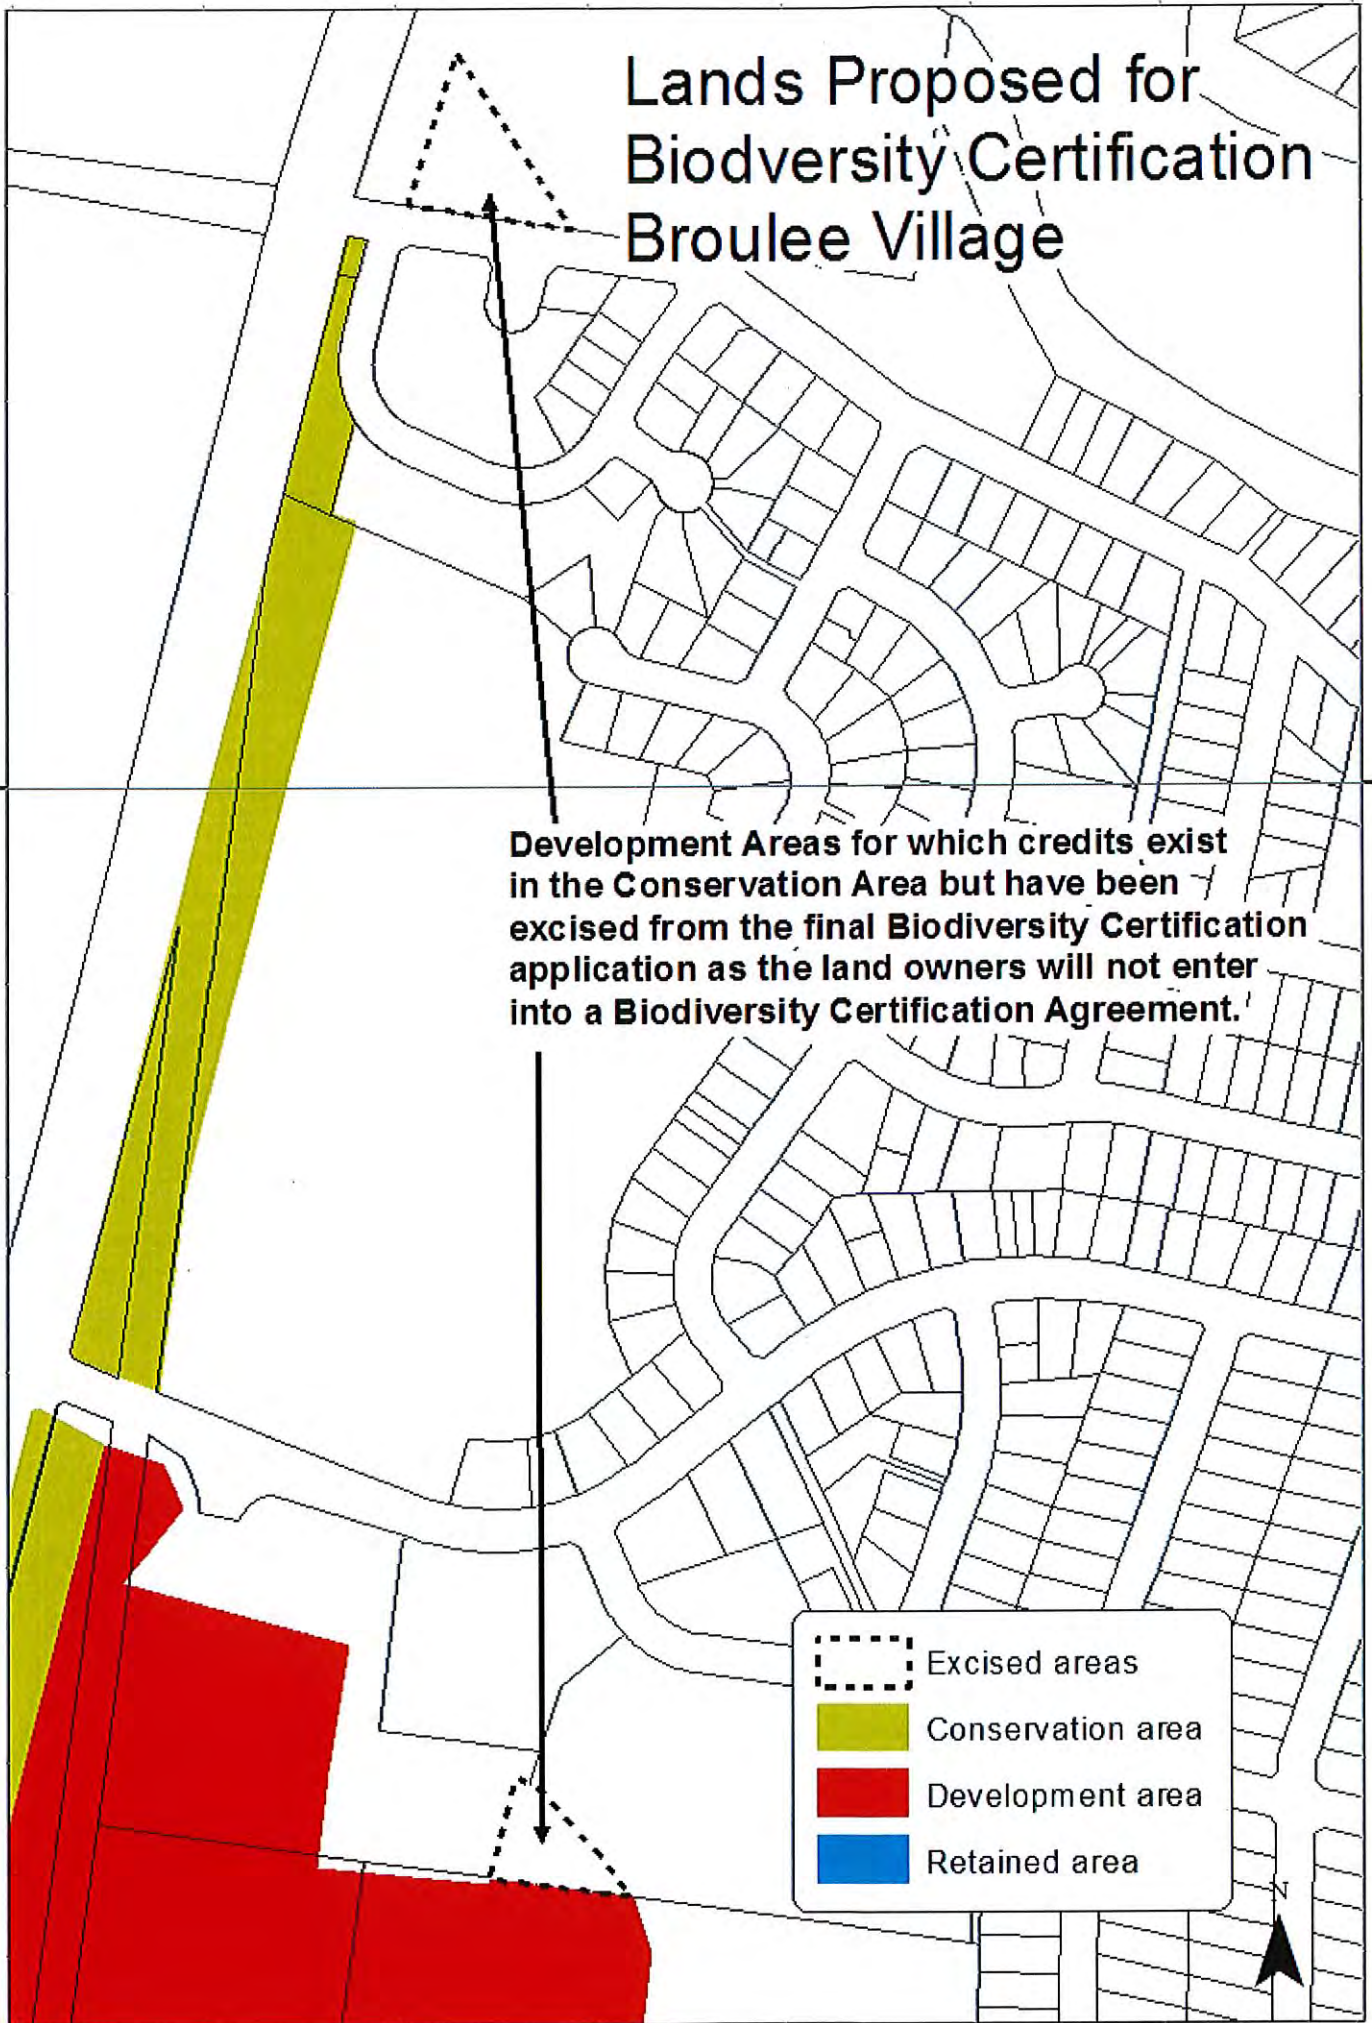 Lands Proposed for
Biodversity Certification
Broulee Village
Development Areas for which credits exist
in the Conservation Area but have been
excised from the final Biodiversity Certification
application as the land owners will not enter
into a Biodiversity Certification Agreement.
Excised areas
Conservation area
Development area
Retained area
N